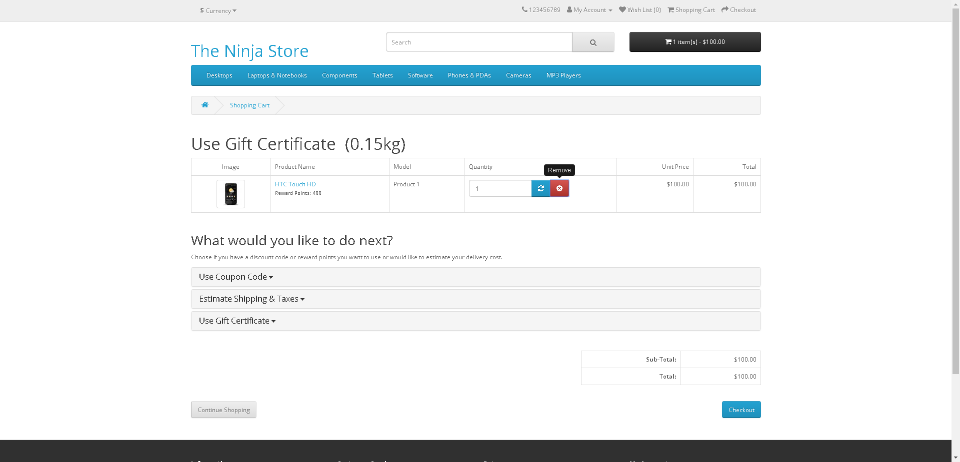 $ Currency
123456789 My Account Wish List (0) Shopping Cart Checkout
The Ninja Store
Search
1 item(s) - $100.00
Desktops Laptops & Notebooks Components Tablets Software Phones & PDAs Cameras MP3 Players
Shopping Cart
Use Gift Certificate (0.15kg)
Image Product Name Model Quantity Unit Price Total
Remove
HTC Touch HD Product 1 1 $100.00 $100.00
Reward Points: 400
What would you like to do next?
Choose if you have a discount code or reward points you want to use or would like to estimate your delivery cost.
Use Coupon Code
Estimate Shipping & Taxes
Use Gift Certificate
Sub-Total: $100.00
Total: $100.00
Continue Shopping Checkout